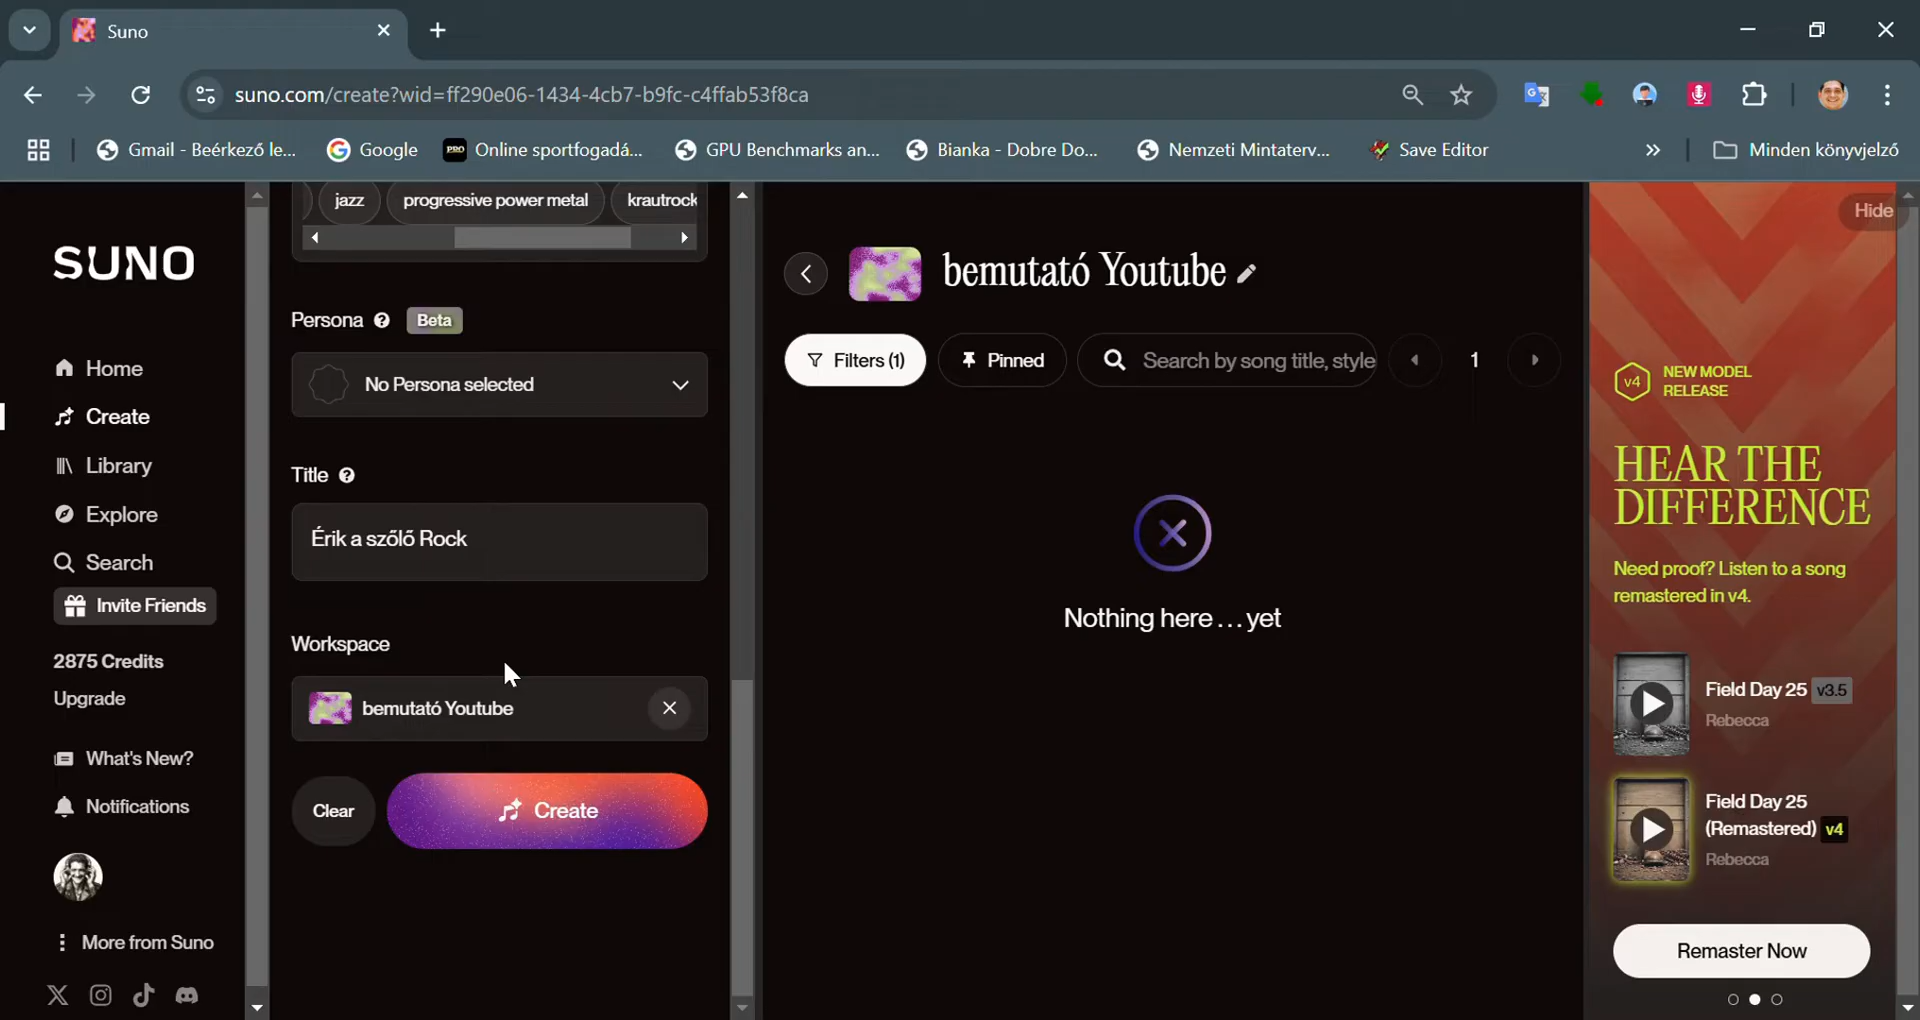 Suno
suno.com/create?wid=ff290e06-1434-4cb7-b9fc-c4ffab53f8ca
Gmail - Beérkező le...
Google
PRO
Online sportfogadá...
GPU Benchmarks an...
Bianka - Dobre Do...
Nemzeti Mintaterv...
Save Editor
»
Minden könyvjelző
SUNO
Home
Create
Library
Explore
Search
Invite Friends
2875 Credits
Upgrade
What's New?
Notifications
More from Suno
jazz
progressive power metal
krautrock
Persona
Beta
No Persona selected
Title
Érik a szőlő Rock
Workspace
bemutató Youtube
Clear
Create
bemutató Youtube
Filters (1)
Pinned
Search by song title, style
1
Nothing here ... yet
Hide
v4
NEW MODEL
RELEASE
HEAR THE
DIFFERENCE
Need proof? Listen to a song
remastered in v4.
Field Day 25 v3.5
Rebecca
Field Day 25
(Remastered) v4
Rebecca
Remaster Now